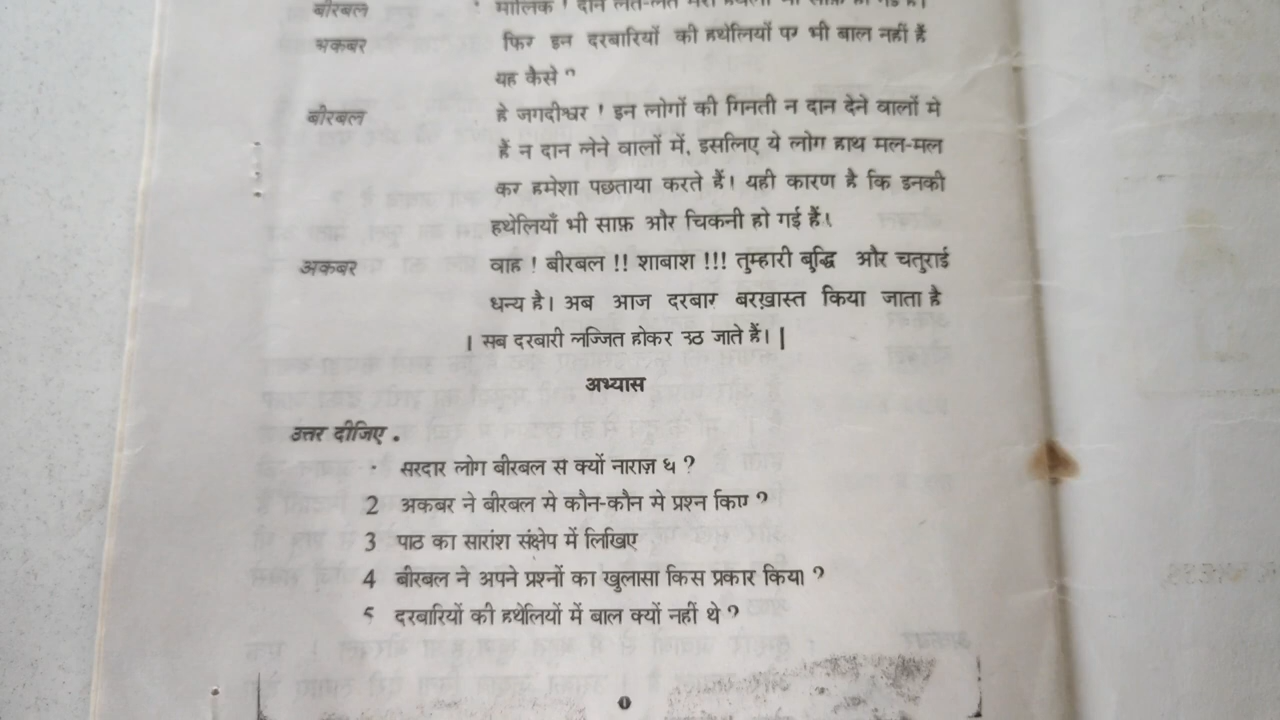 बीरबल मालिक ! दान लेते-लेते मेरी हथेली भी साफ़ हो गई है।
अकबर फिर इन दरबारियों की हथेलियों पर भी बाल नहीं हैं
यह कैसे ?
बीरबल हे जगदीश्वर ! इन लोगों की गिनती न दान देने वालों मे
हैं न दान लेने वालों में, इसलिए ये लोग हाथ मल-मल
कर हमेशा पछताया करते हैं। यही कारण है कि इनकी
हथेलियाँ भी साफ़ और चिकनी हो गई हैं।
अकबर वाह ! बीरबल !! शाबाश !!! तुम्हारी बुद्धि और चतुराई
धन्य है। अब आज दरबार बरख़ास्त किया जाता है
। सब दरबारी लज्जित होकर उठ जाते हैं। |
अभ्यास
उत्तर दीजिए .
· सरदार लोग बीरबल स क्यों नाराज़ थ ?
2 अकबर ने बीरबल मे कौन-कौन मे प्रश्न किए ?
3 पाठ का सारांश संक्षेप में लिखिए
4 बीरबल ने अपने प्रश्नों का खुलासा किस प्रकार किया ?
5 दरबारियों की हथेलियों में बाल क्यों नहीं थे ?